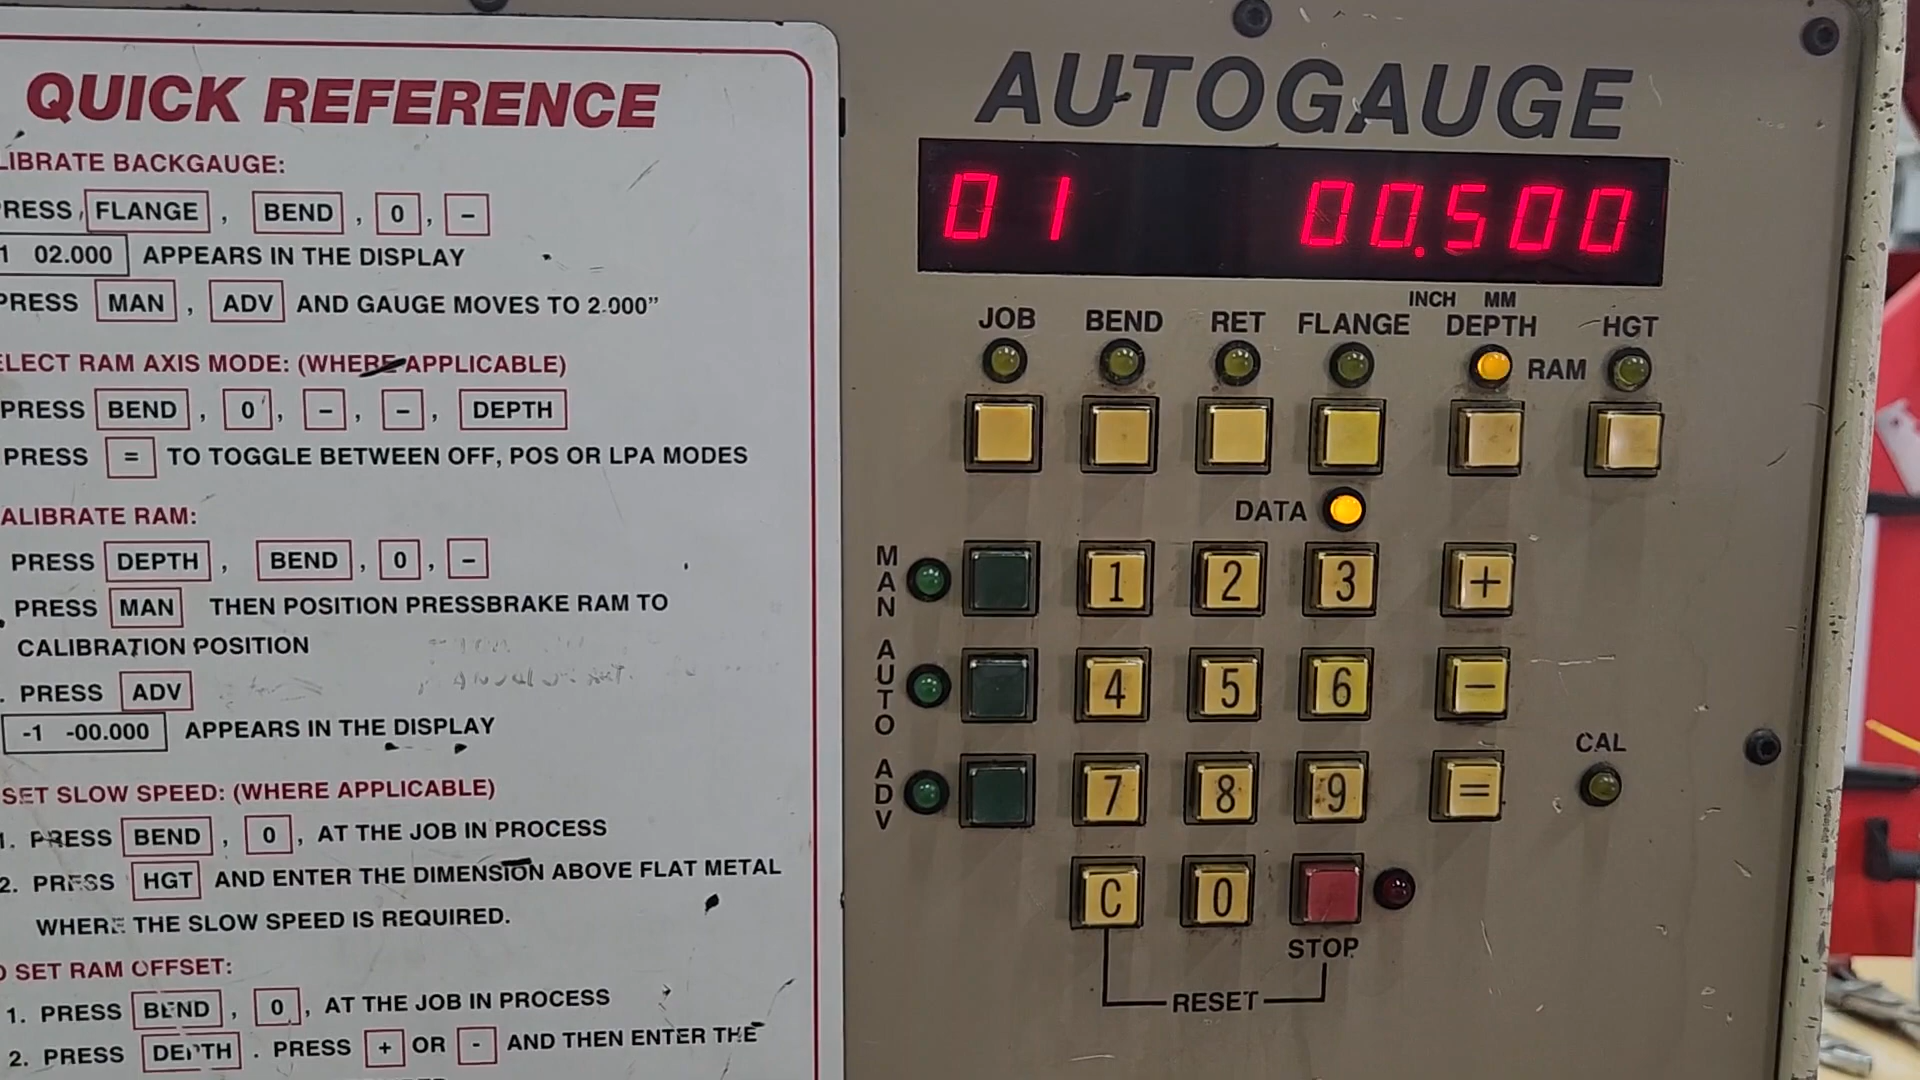 QUICK REFERENCE
LIBRATE BACKGAUGE:
PRESS, FLANGE , BEND , 0 , –
1 02.000 APPEARS IN THE DISPLAY
PRESS MAN , ADV AND GAUGE MOVES TO 2.000”
ELECT RAM AXIS MODE: (WHERE APPLICABLE)
PRESS BEND , 0 , – , – , DEPTH
PRESS = TO TOGGLE BETWEEN OFF, POS OR LPA MODES
ALIBRATE RAM:
PRESS DEPTH , BEND , 0 , –
PRESS MAN THEN POSITION PRESSBRAKE RAM TO
CALIBRATION POSITION
. PRESS ADV
-1 -00.000 APPEARS IN THE DISPLAY
SET SLOW SPEED: (WHERE APPLICABLE)
1. PRESS BEND , 0 , AT THE JOB IN PROCESS
2. PRESS HGT AND ENTER THE DIMENSION ABOVE FLAT METAL
WHERE THE SLOW SPEED IS REQUIRED.
O SET RAM OFFSET:
1. PRESS BEND , 0 , AT THE JOB IN PROCESS
2. PRESS DEPTH . PRESS + OR - AND THEN ENTER THE
AUTOGAUGE
01 00.500
INCH MM
JOB BEND RET FLANGE DEPTH RAM HGT
DATA
MAN 1 2 3 +
AUTO 4 5 6 –
ADV 7 8 9 =
CAL
C 0
STOP
RESET